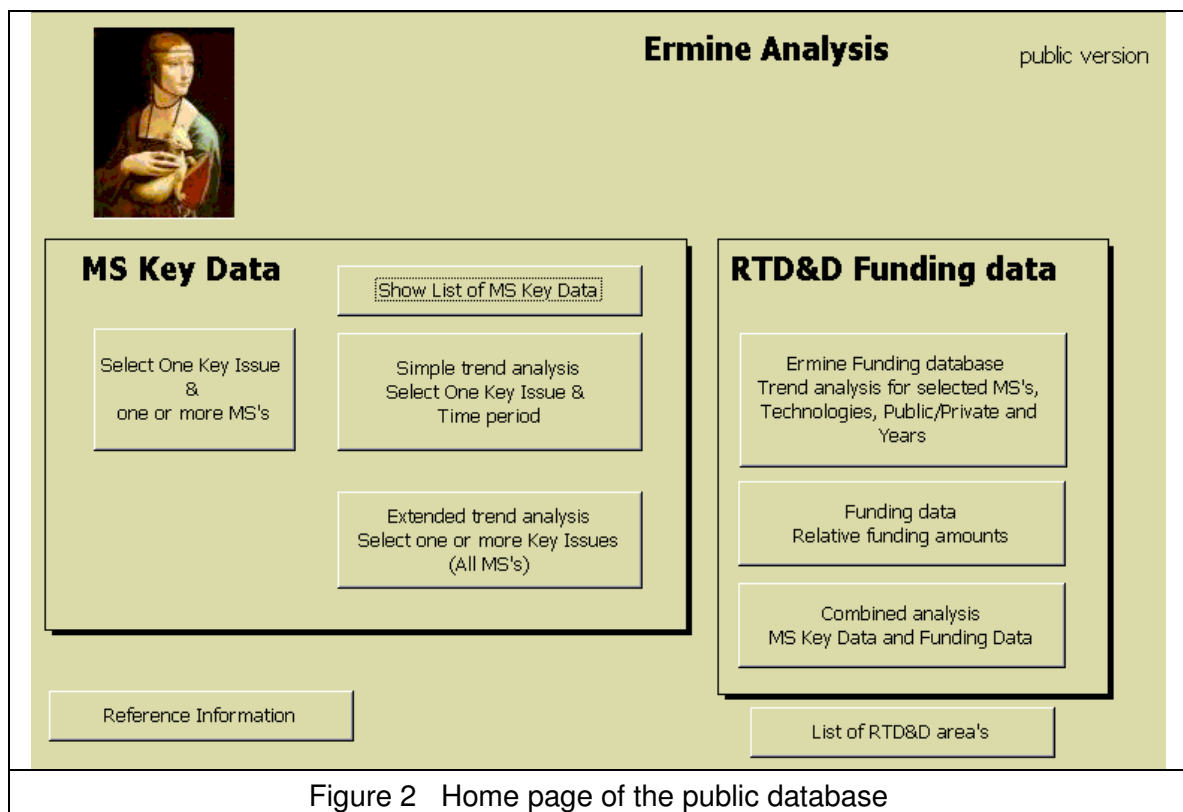 Ermine Analysis
public version
MS Key Data
Show List of MS Key Data
Select One Key Issue
&
one or more MS's
Simple trend analysis
Select One Key Issue &
Time period
Extended trend analysis
Select one or more Key Issues
(All MS's)
RTD&D Funding data
Ermine Funding database
Trend analysis for selected MS's,
Technologies, Public/Private and
Years
Funding data
Relative funding amounts
Combined analysis
MS Key Data and Funding Data
Reference Information
List of RTD&D area's
Figure 2 Home page of the public database